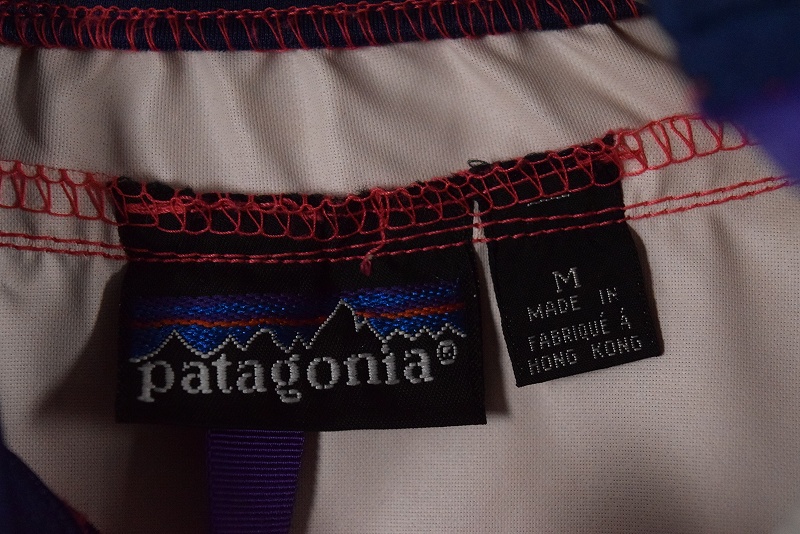 patagonia®
M
MADE IN
FABRIQUÉ À
HONG KONG